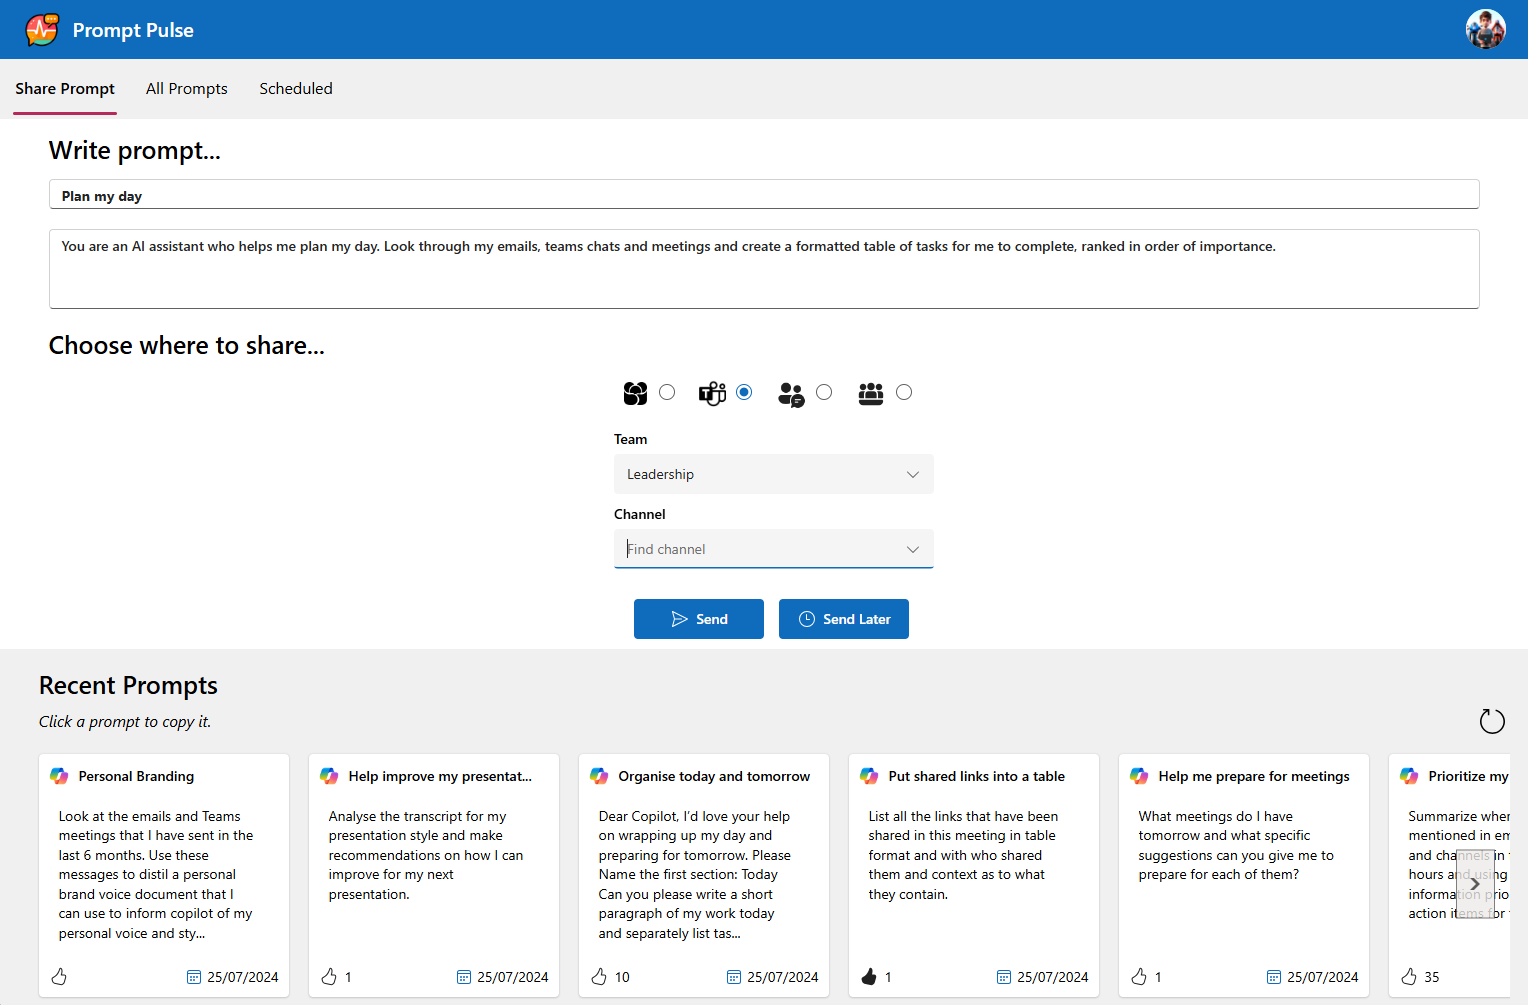 Prompt Pulse
Share Prompt
All Prompts
Scheduled
Write prompt...
Plan my day
You are an AI assistant who helps me plan my day. Look through my emails, teams chats and meetings and create a formatted table of tasks for me to complete, ranked in order of importance.
Choose where to share...
Team
Leadership
Channel
Find channel
Send
Send Later
Recent Prompts
Click a prompt to copy it.
Personal Branding
Look at the emails and Teams
meetings that I have sent in the
last 6 months. Use these
messages to distil a personal
brand voice document that I
can use to inform copilot of my
personal voice and sty...
25/07/2024
Help improve my presentat...
Analyse the transcript for my
presentation style and make
recommendations on how I can
improve for my next
presentation.
1
25/07/2024
Organise today and tomorrow
Dear Copilot, I'd love your help
on wrapping up my day and
preparing for tomorrow. Please
Name the first section: Today
Can you please write a short
paragraph of my work today
and separately list tas...
10
25/07/2024
Put shared links into a table
List all the links that have been
shared in this meeting in table
format and with who shared
them and context as to what
they contain.
1
25/07/2024
Help me prepare for meetings
What meetings do I have
tomorrow and what specific
suggestions can you give me to
prepare for each of them?
1
25/07/2024
Prioritize my
Summarize
mentioned in
and channels in
hours and using
information
action items for
35